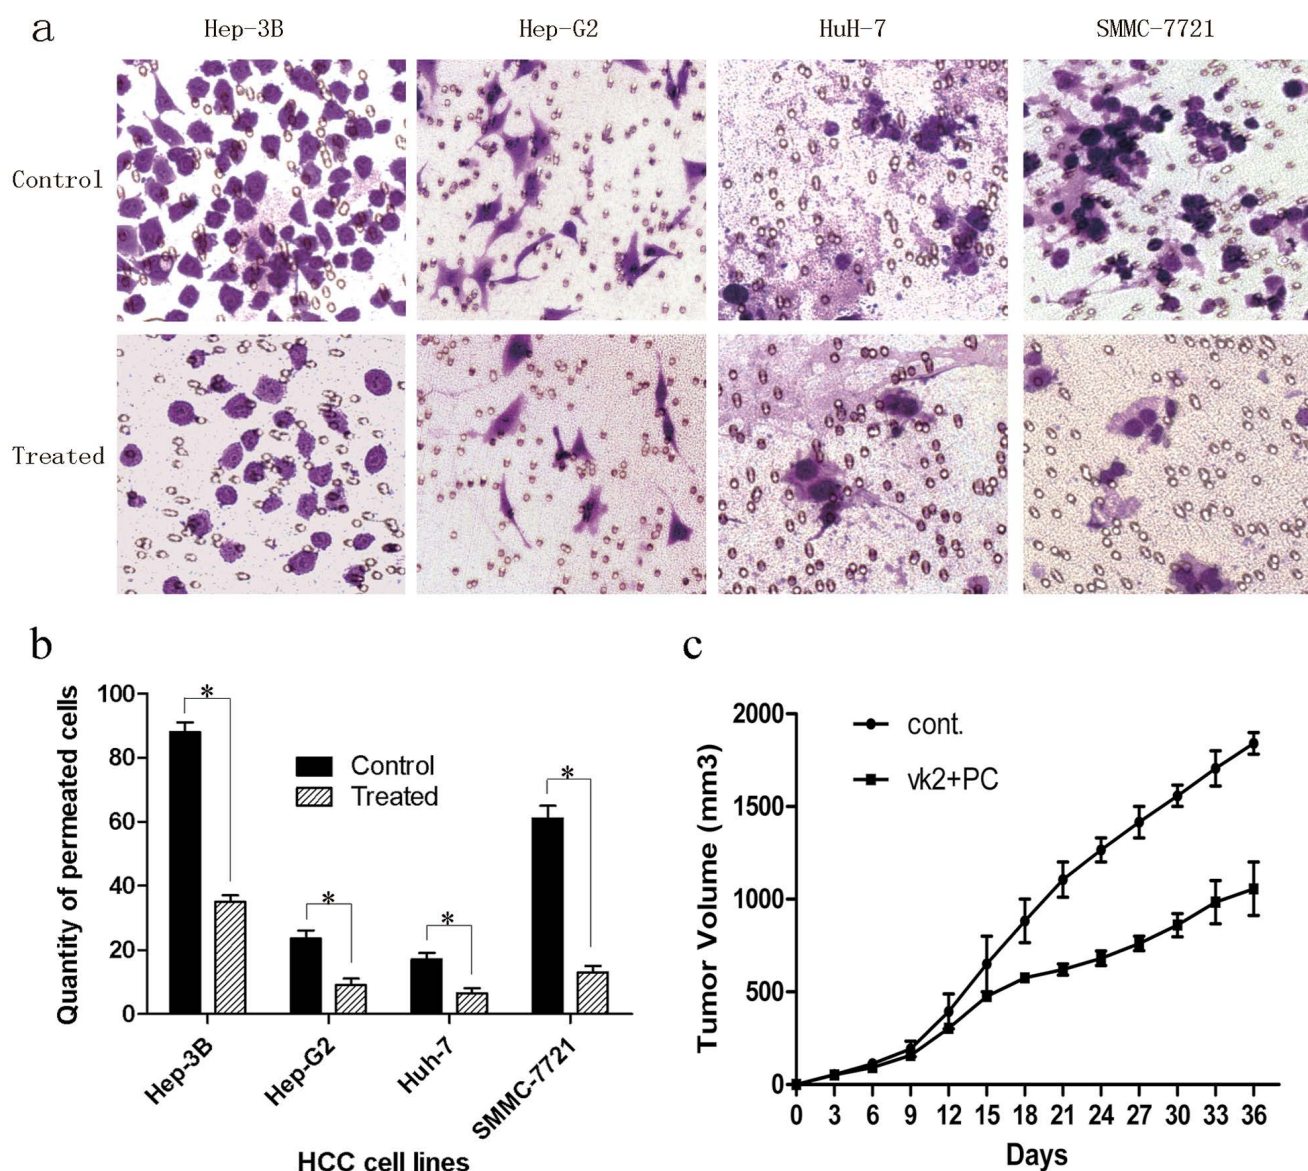 a
Hep-3B Hep-G2 HuH-7 SMMC-7721
Control
Treated
b
Quantity of permeated cells
100
80
60
40
20
0
*
*
*
*
Control
Treated
Hep-3B
Hep-G2
Huh-7
SMMC-7721
HCC cell lines
c
Tumor Volume (mm3)
2000
1500
1000
500
0
cont.
vk2+PC
0 3 6 9 12 15 18 21 24 27 30 33 36
Days